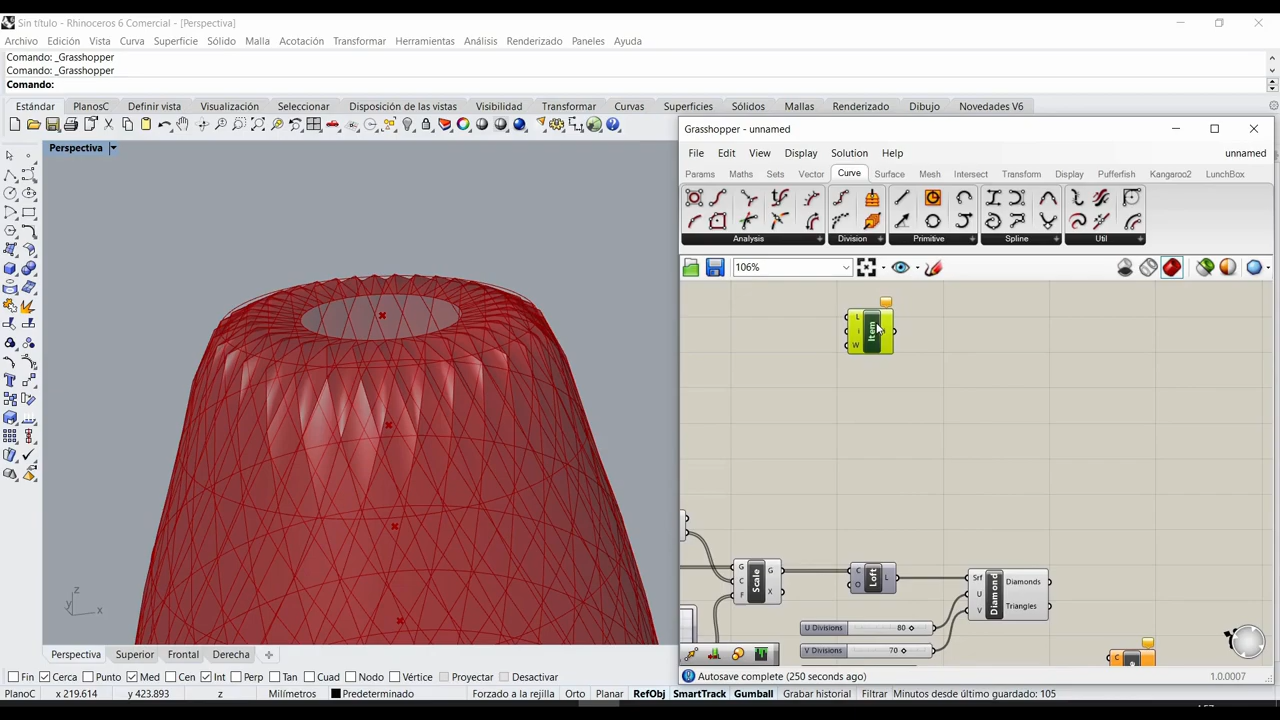 Sin título - Rhinoceros 6 Comercial - [Perspectiva]
Archivo Edición Vista Curva Superficie Sólido Malla Acotación Transformar Herramientas Análisis Renderizado Paneles Ayuda
Comando: _Grasshopper
Comando: _Grasshopper
Comando:
Estándar PlanosC Definir vista Visualización Seleccionar Disposición de las vistas Visibilidad Transformar Curvas Superficies Sólidos Mallas Renderizado Dibujo Novedades V6
Perspectiva
Grasshopper - unnamed
File Edit View Display Solution Help unnamed
Params Maths Sets Vector Curve Surface Mesh Intersect Transform Display Pufferfish Kangaroo2 LunchBox
Analysis Division Primitive Spline Util
106%
L
i
W
Item
G
C
F
Scale
G
X
C
O
Loft
L
Srf
U
V
Diamond
Diamonds
Triangles
U Divisions 80
V Divisions 70
C
z
y
x
Perspectiva Superior Frontal Derecha
Autosave complete (250 seconds ago) 1.0.0007
Fin Cerca Punto Med Cen Int Perp Tan Cuad Nodo Vértice Proyectar Desactivar
PlanoC x 219.614 y 423.893 z Milímetros Predeterminado Forzado a la rejilla Orto Planar RefObj SmartTrack Gumball Grabar historial Filtrar Minutos desde último guardado: 105